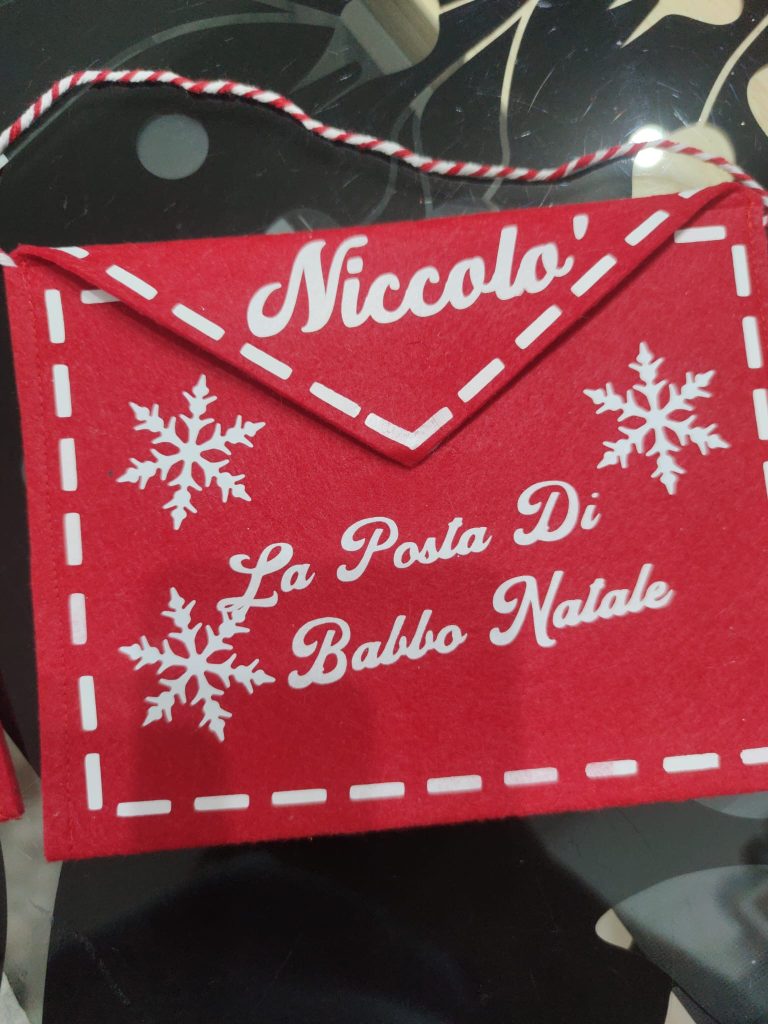 Niccolo'
La Posta Di
Babbo Natale